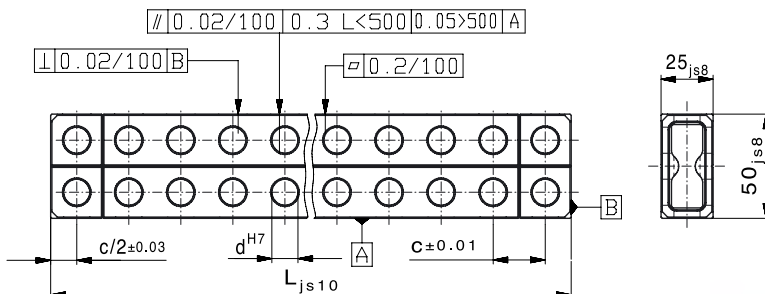 // 0.02/100 0.3 L<500 0.05>500 A
⊥ 0.02/100 B
⏥ 0.2/100
25js8
50js8
B
A
c/2±0.03
dH7
c±0.01
Ljs10